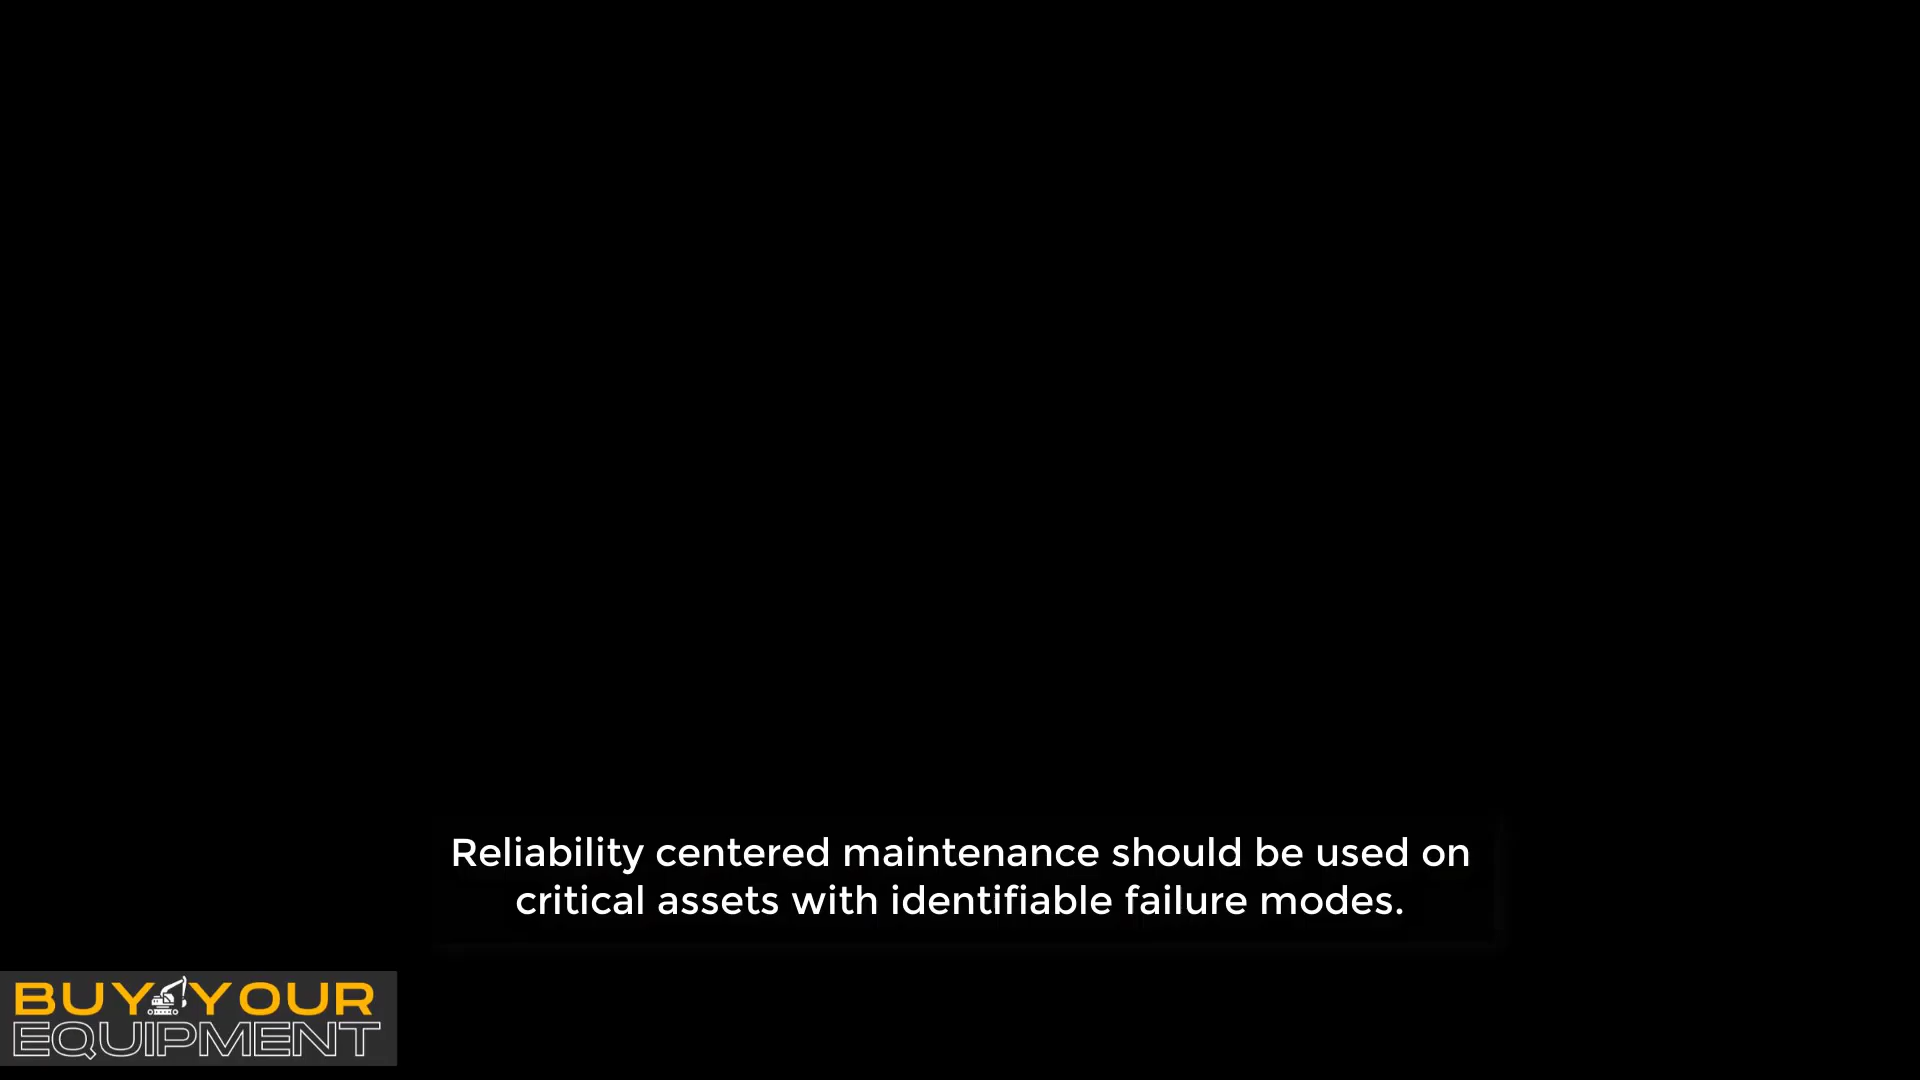 Reliability centered maintenance should be used on
critical assets with identifiable failure modes.
BUY YOUR
EQUIPMENT